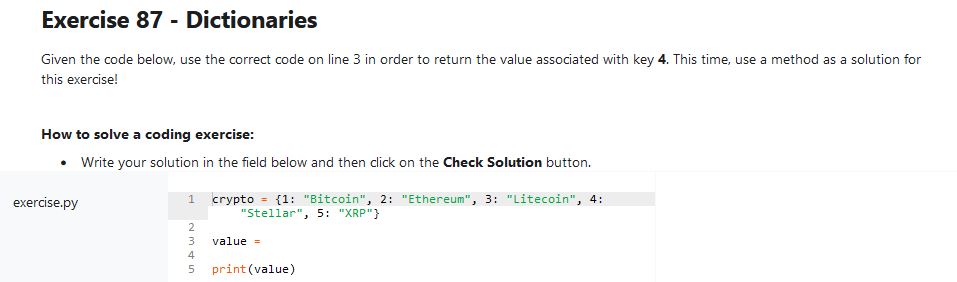 Exercise 87 - Dictionaries
Given the code below, use the correct code on line 3 in order to return the value associated with key 4. This time, use a method as a solution for
this exercise!
How to solve a coding exercise:
• Write your solution in the field below and then click on the Check Solution button.
exercise.py
1 crypto = {1: "Bitcoin", 2: "Ethereum", 3: "Litecoin", 4:
"Stellar", 5: "XRP"}
2
3 value =
4
5 print(value)